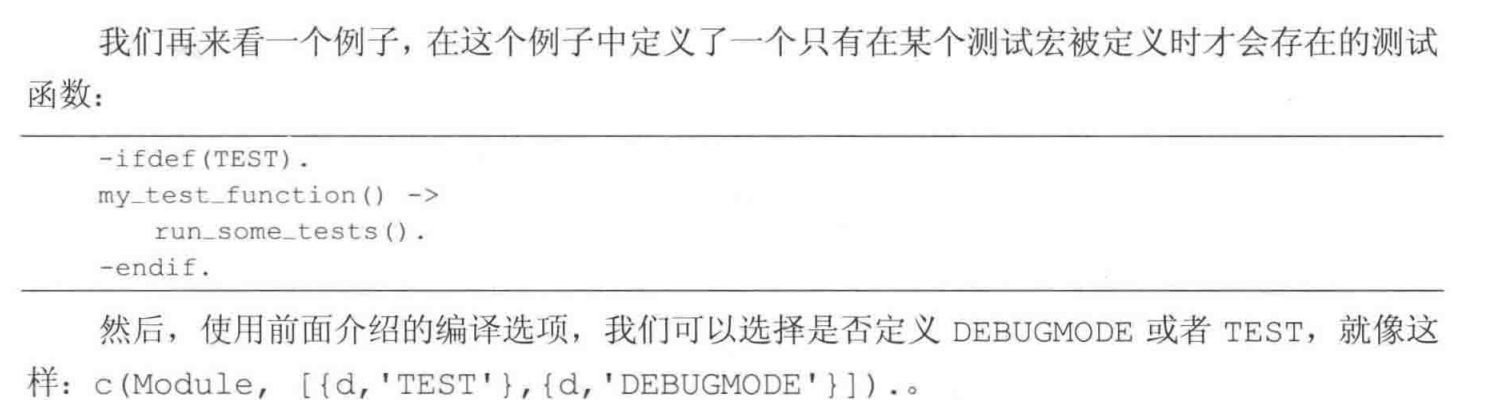 我们再来看一个例子，在这个例子中定义了一个只有在某个测试宏被定义时才会存在的测试
函数：
-ifdef(TEST).
my_test_function() ->
run_some_tests().
-endif.
然后，使用前面介绍的编译选项，我们可以选择是否定义 DEBUGMODE 或者 TEST，就像这
样：c(Module, [{d,'TEST'},{d,'DEBUGMODE'}]).。